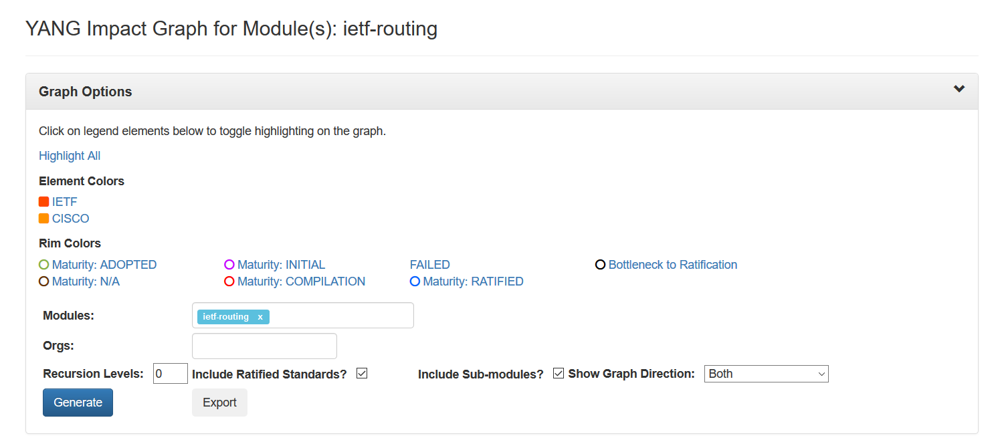 YANG Impact Graph for Module(s): ietf-routing
Graph Options
Click on legend elements below to toggle highlighting on the graph.
Highlight All
Element Colors
IETF
CISCO
Rim Colors
Maturity: ADOPTED Maturity: INITIAL FAILED Bottleneck to Ratification
Maturity: N/A Maturity: COMPILATION Maturity: RATIFIED
Modules: ietf-routing x
Orgs:
Recursion Levels: 0 Include Ratified Standards? Include Sub-modules? Show Graph Direction: Both
Generate Export